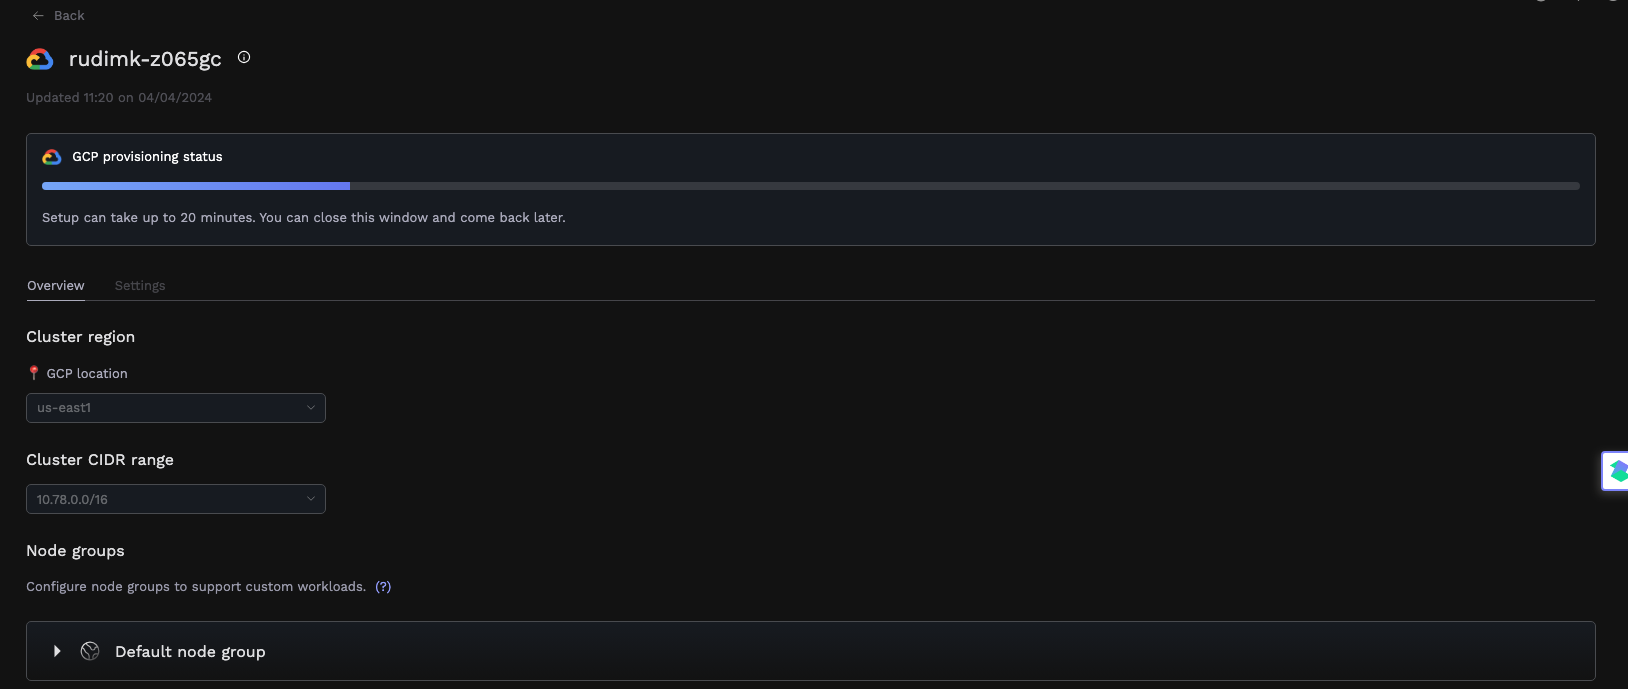 Back
rudimk-z065gc
Updated 11:20 on 04/04/2024
GCP provisioning status
Setup can take up to 20 minutes. You can close this window and come back later.
Overview Settings
Cluster region
GCP location
us-east1
Cluster CIDR range
10.78.0.0/16
Node groups
Configure node groups to support custom workloads. (?)
Default node group